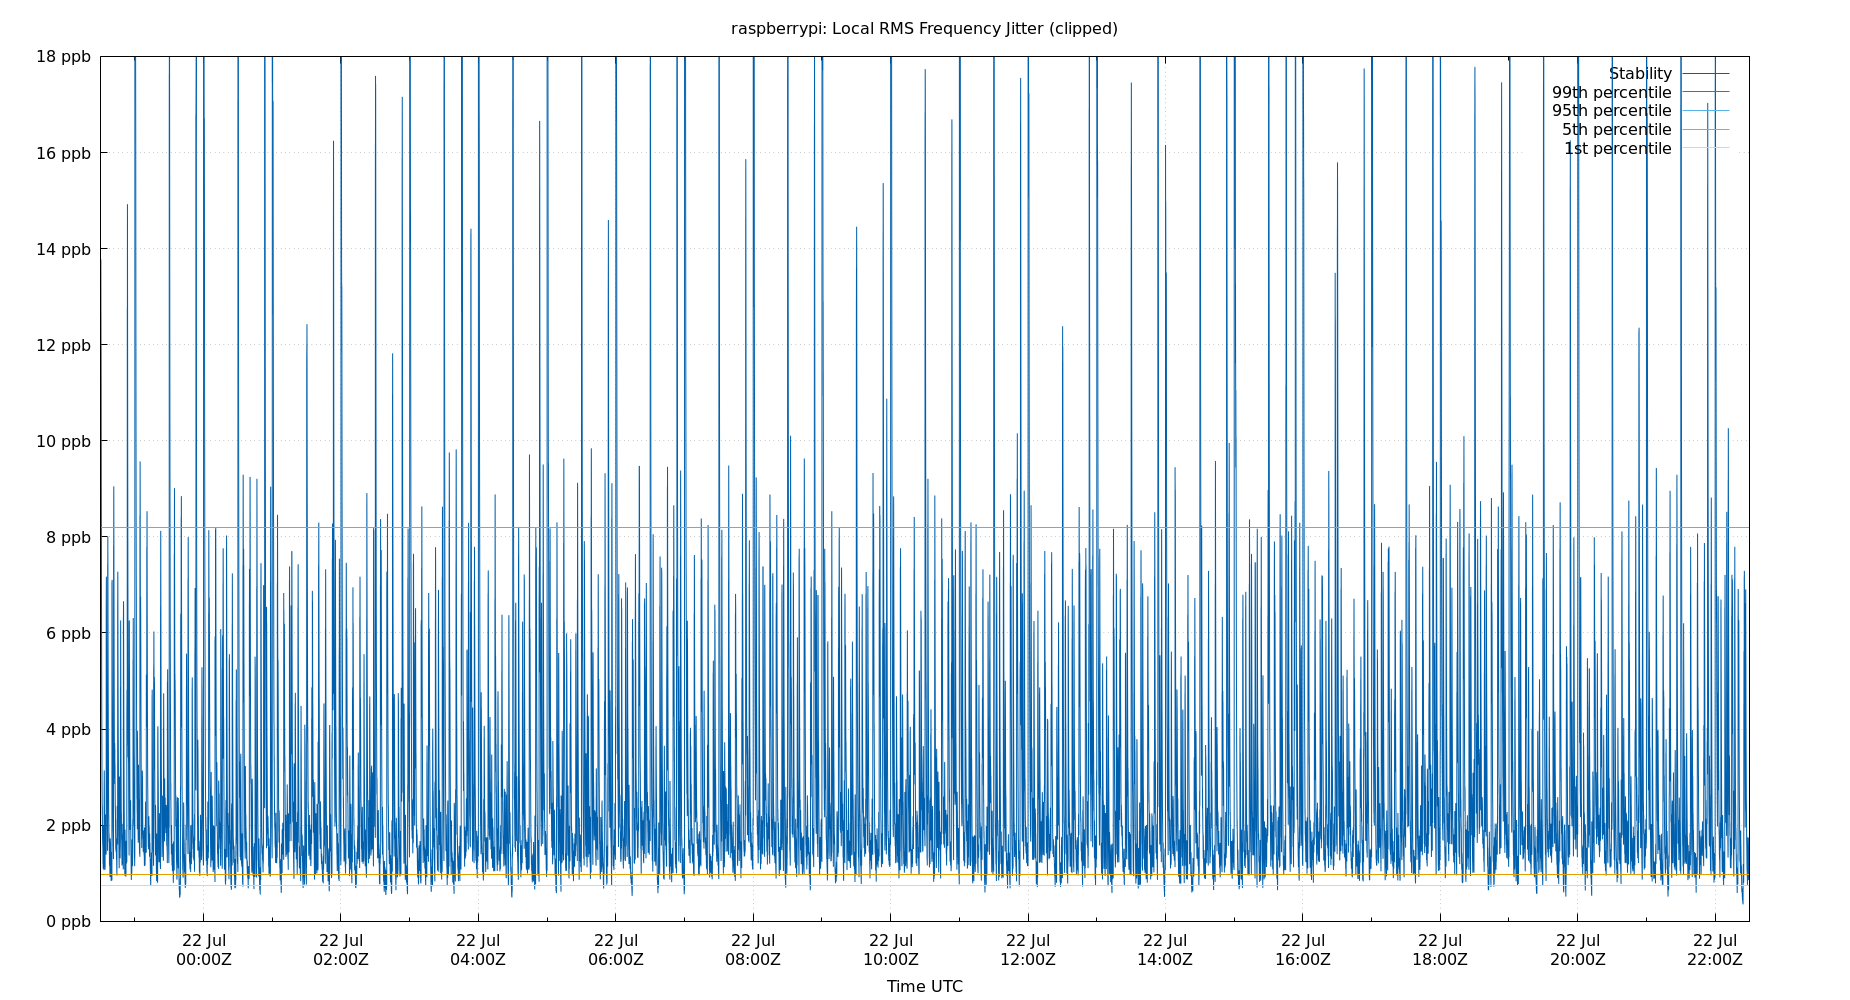 raspberrypi: Local RMS Frequency Jitter (clipped)
18 ppb
16 ppb
14 ppb
12 ppb
10 ppb
8 ppb
6 ppb
4 ppb
2 ppb
0 ppb
Stability
99th percentile
95th percentile
5th percentile
1st percentile
22 Jul 22 Jul 22 Jul 22 Jul 22 Jul 22 Jul 22 Jul 22 Jul 22 Jul 22 Jul 22 Jul 22 Jul
00:00Z 02:00Z 04:00Z 06:00Z 08:00Z 10:00Z 12:00Z 14:00Z 16:00Z 18:00Z 20:00Z 22:00Z
Time UTC